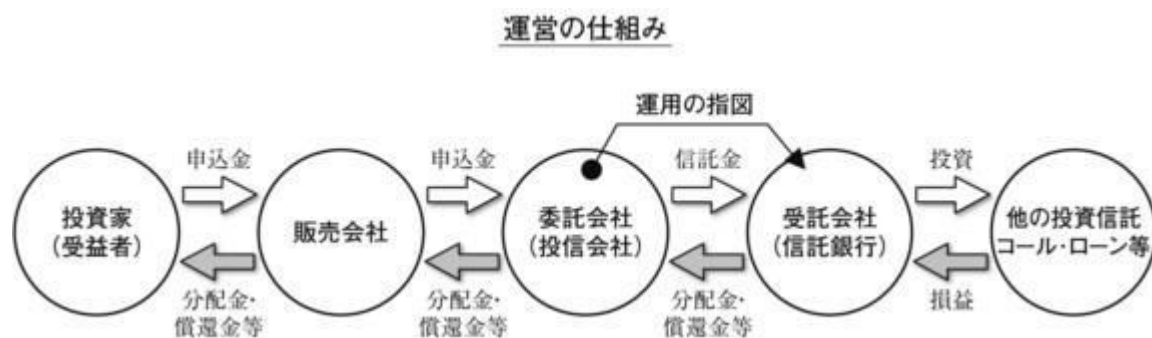 運営の仕組み
運用の指図
申込金
申込金
信託金
投資
投資家
(受益者)
販売会社
委託会社
(投信会社)
受託会社
(信託銀行)
他の投資信託
コール・ローン等
分配金・
償還金等
分配金・
償還金等
分配金・
償還金等
損益